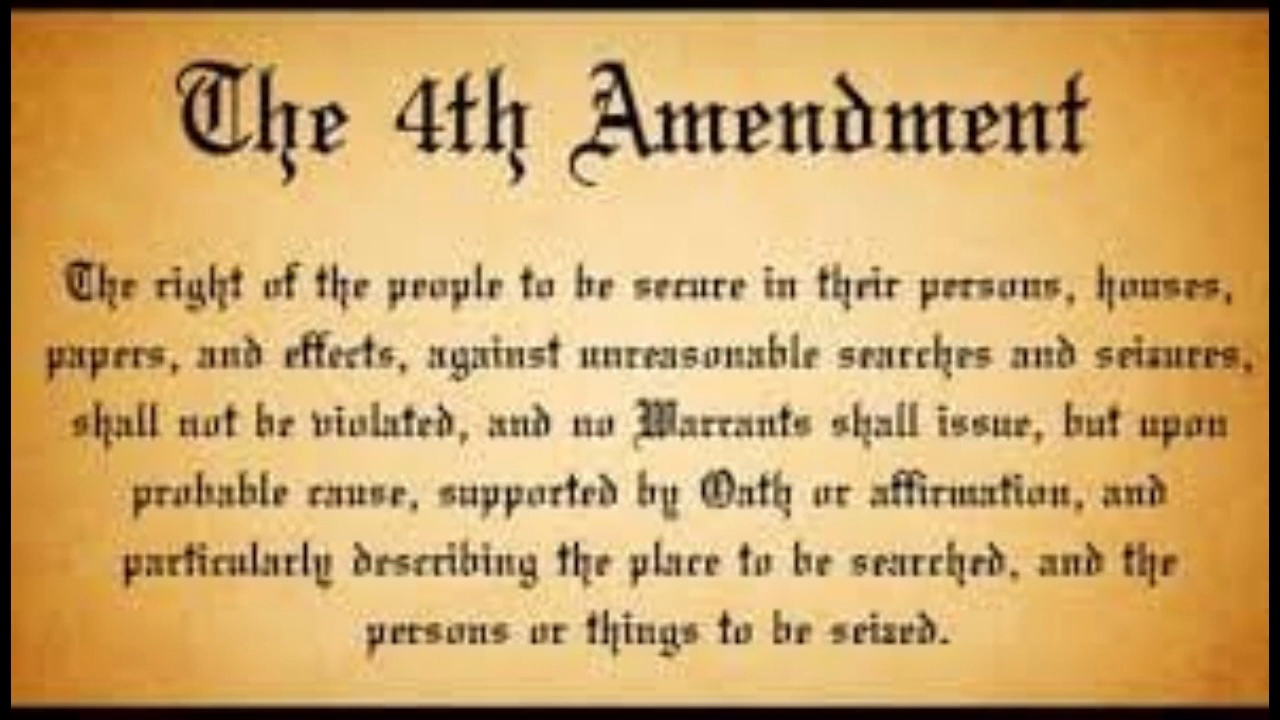 The 4th Amendment
The right of the people to be secure in their persons, houses,
papers, and effects, against unreasonable searches and seizures,
shall not be violated, and no Warrants shall issue, but upon
probable cause, supported by Oath or affirmation, and
particularly describing the place to be searched, and the
persons or things to be seized.